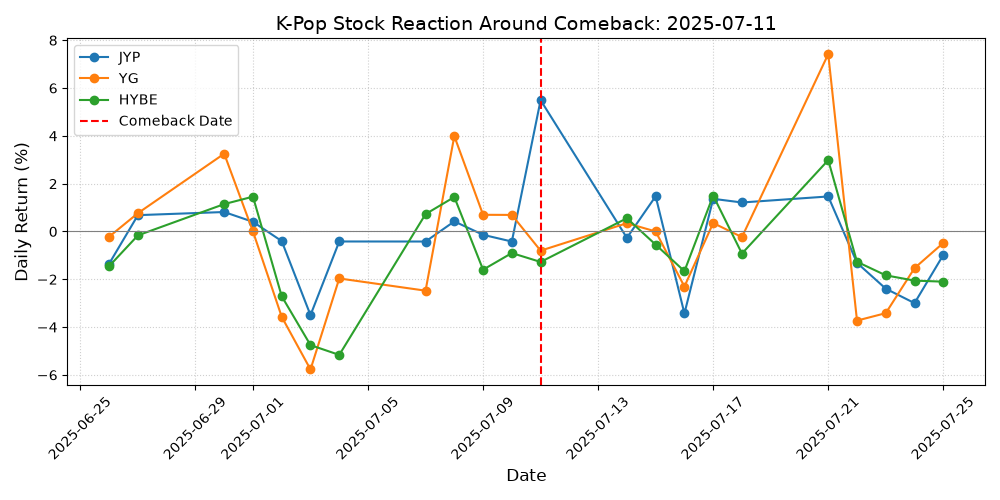 K-Pop Stock Reaction Around Comeback: 2025-07-11
JYP
YG
HYBE
Comeback Date
Daily Return (%)
8
6
4
2
0
−2
−4
−6
2025-06-25
2025-06-29
2025-07-01
2025-07-05
2025-07-09
2025-07-13
2025-07-17
2025-07-21
2025-07-25
Date